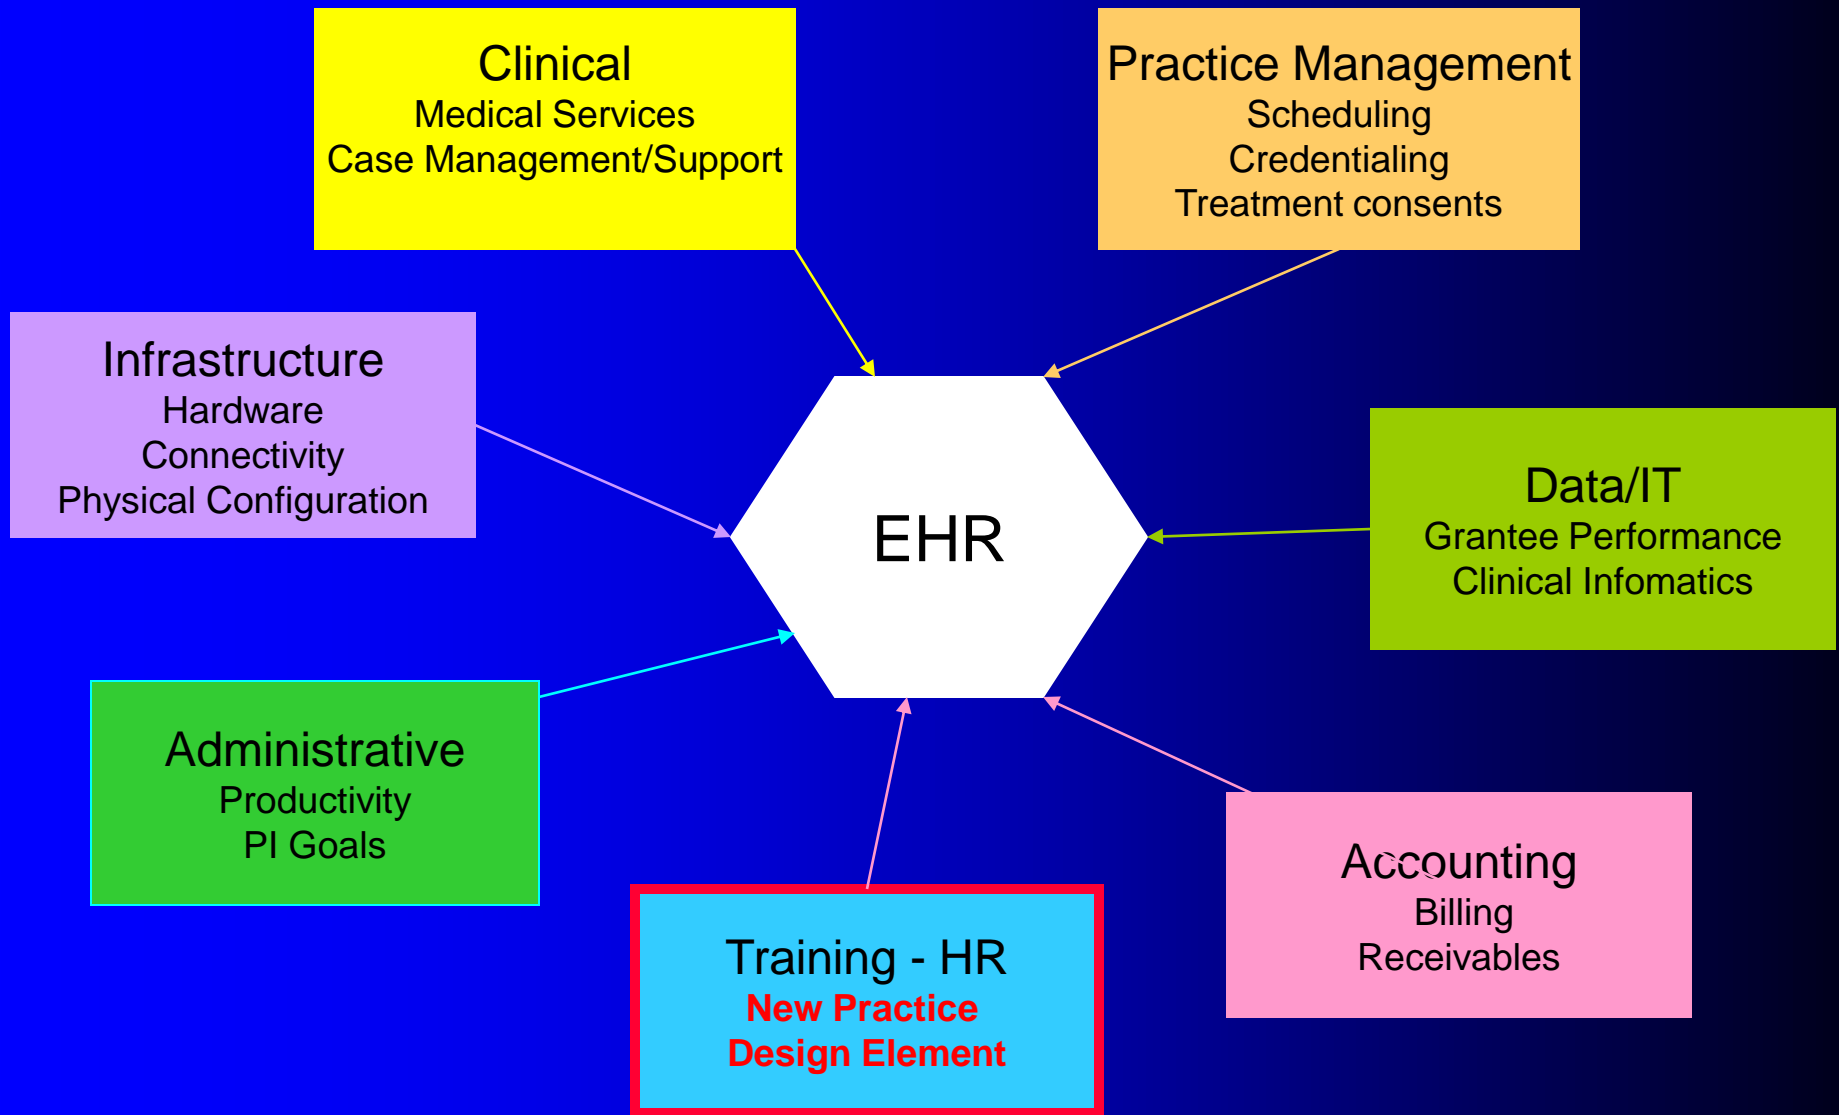 Clinical
Medical Services
Case Management/Support
Practice Management
Scheduling
Credentialing
Treatment consents
Infrastructure
Hardware
Connectivity
Physical Configuration
EHR
Data/IT
Grantee Performance
Clinical Infomatics
Administrative
Productivity
PI Goals
Training - HR
New Practice
Design Element
Accounting
Billing
Receivables